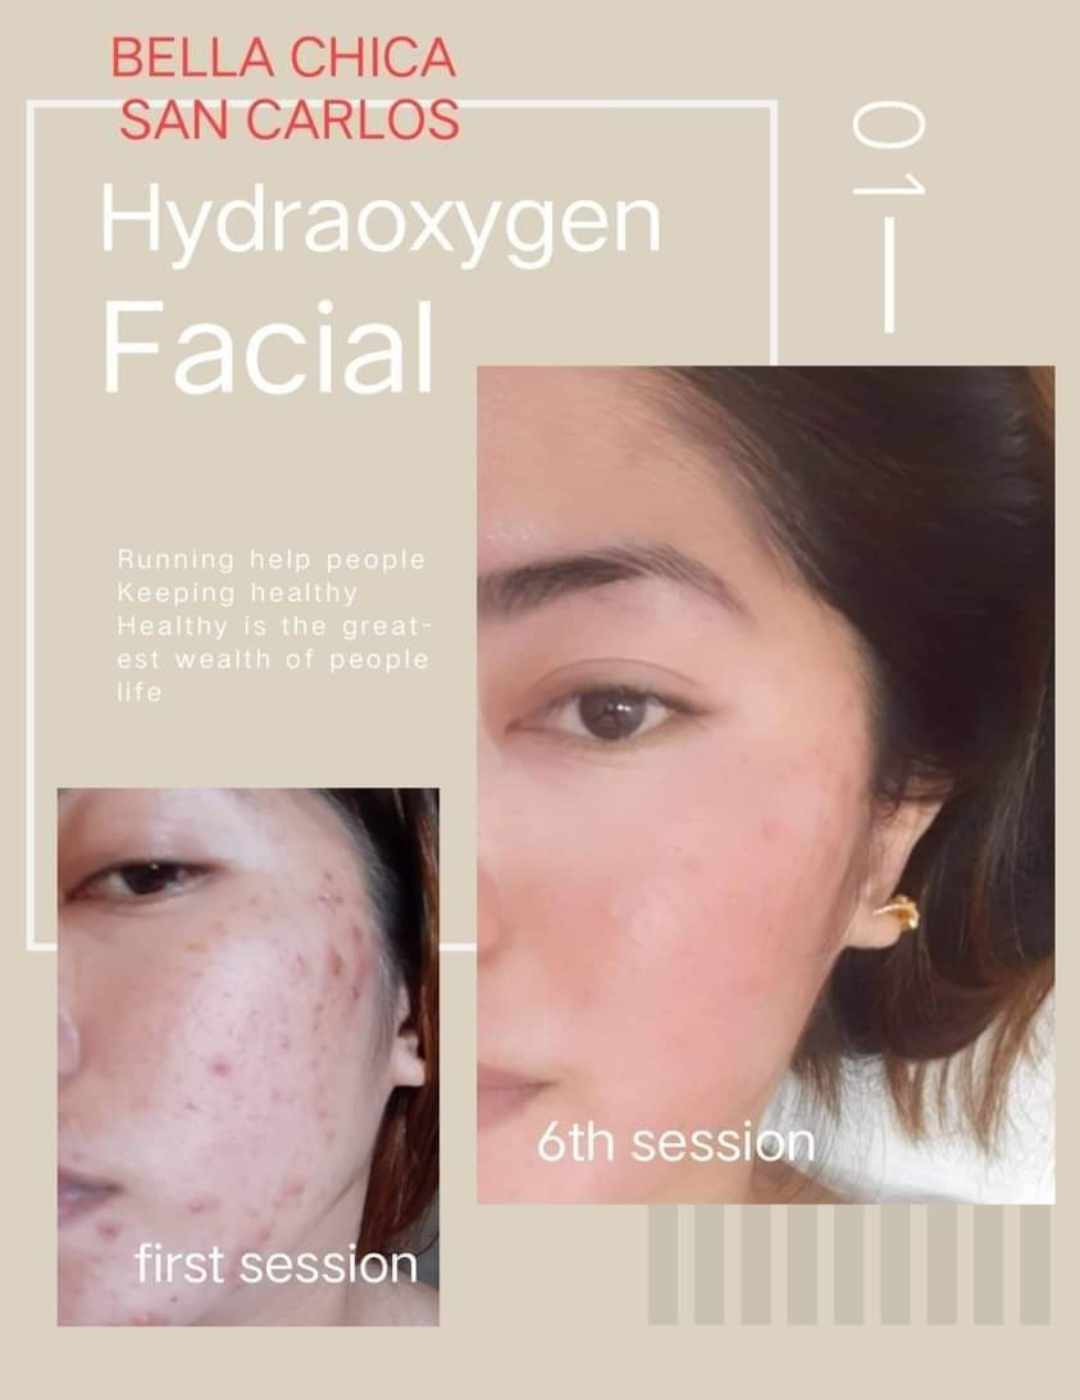 BELLA CHICA
SAN CARLOS
Hydraoxygen
Facial
01
Running help people
Keeping healthy
Healthy is the great-
est wealth of people
life
6th session
first session